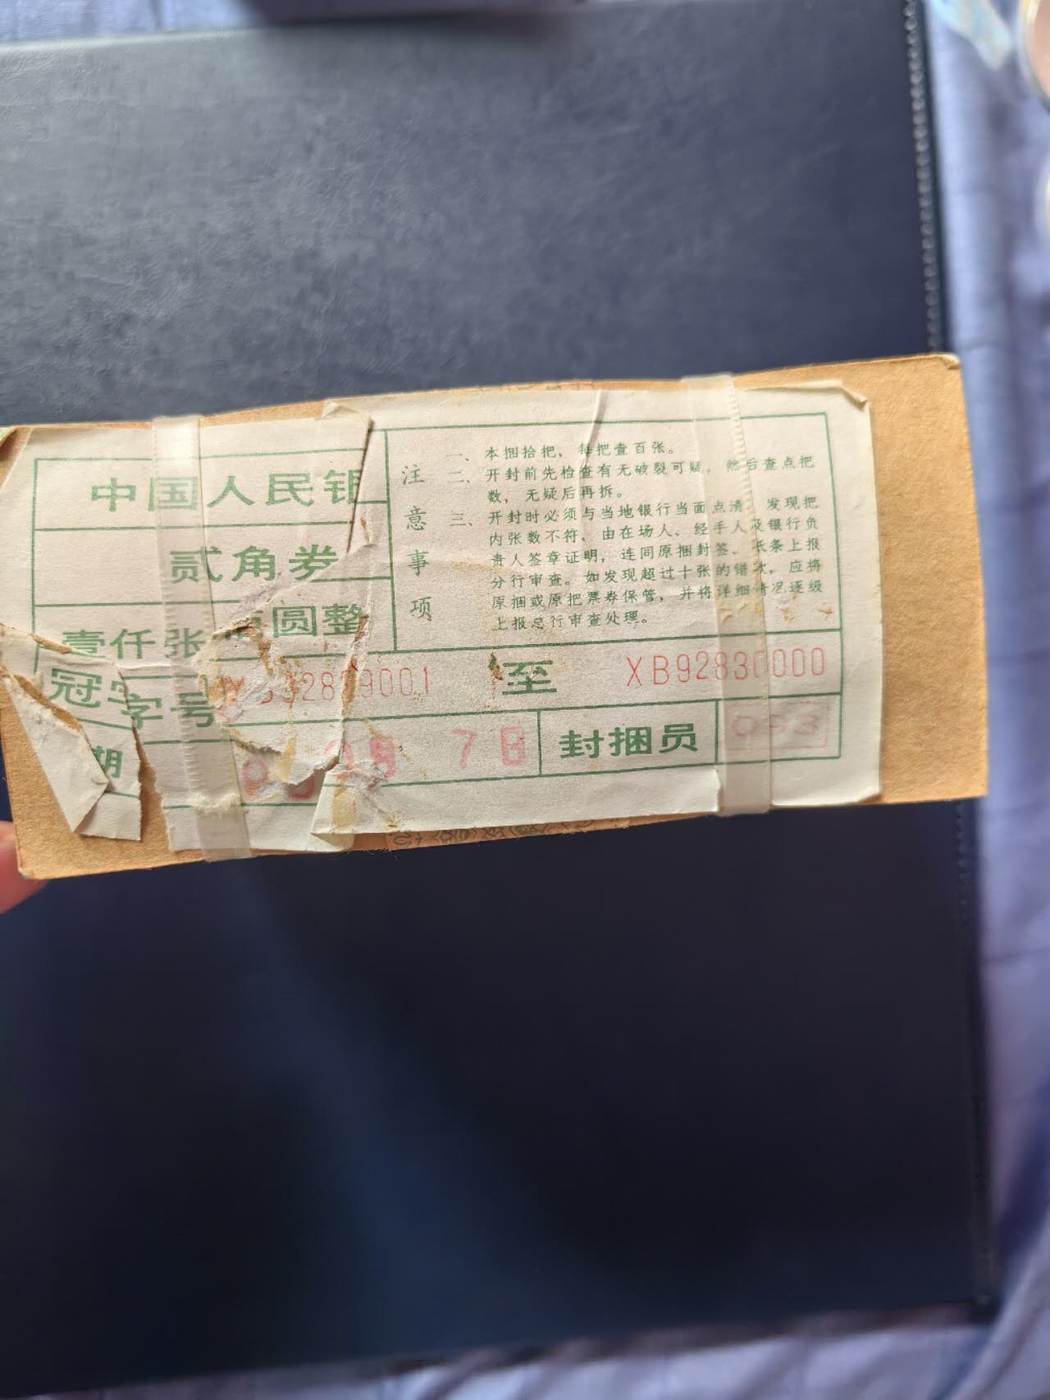 中国人民银
贰角券
壹仟张 圆整
冠字号 2829001 至 XB92830000
期 78 封捆员
注意事项
一、本捆拾把，每把壹百张。
二、开封前先检查有无破裂可疑，然后查点把
数，无疑后再拆。
三、开封时必须与当地银行当面点清，发现把
内张数不符、由在场人、经手人及银行负
责人签章证明，连同原捆封签、纸条上报
分行审查。如发现超过十张的错款，应将
原捆或原把票券保管，并将详细情况逐级
上报总行审查处理。